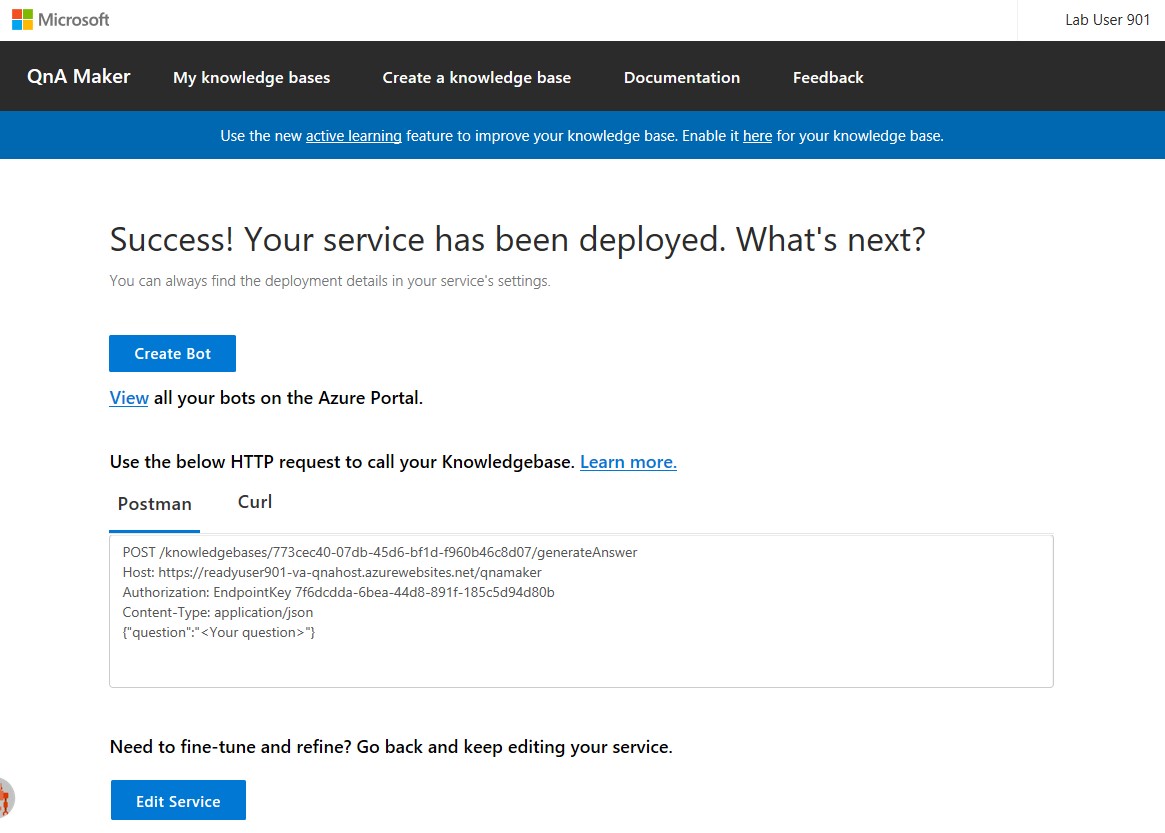 Microsoft
Lab User 901
QnA Maker
My knowledge bases
Create a knowledge base
Documentation
Feedback
Use the new active learning feature to improve your knowledge base. Enable it here for your knowledge base.
Success! Your service has been deployed. What's next?
You can always find the deployment details in your service's settings.
Create Bot
View all your bots on the Azure Portal.
Use the below HTTP request to call your Knowledgebase. Learn more.
Postman
Curl
POST /knowledgebases/773cec40-07db-45d6-bf1d-f960b46c8d07/generateAnswer
Host: https://readyuser901-va-qnahost.azurewebsites.net/qnamaker
Authorization: EndpointKey 7f6dcdda-6bea-44d8-891f-185c5d94d80b
Content-Type: application/json
{"question":"<Your question>"}
Need to fine-tune and refine? Go back and keep editing your service.
Edit Service